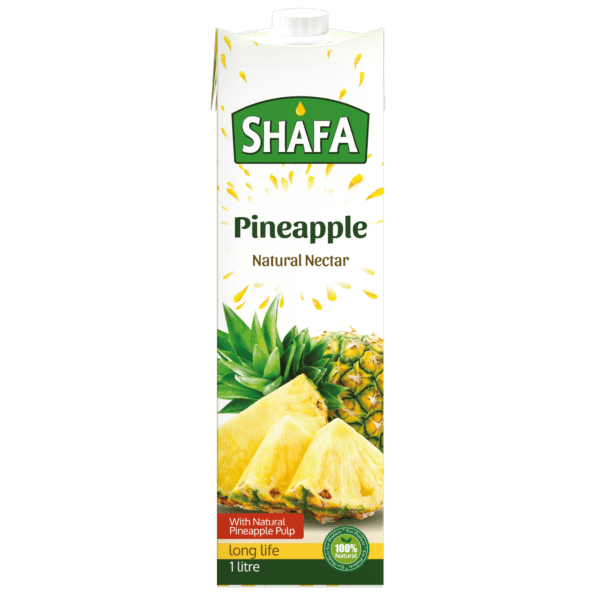 SHAFA
Pineapple
Natural Nectar
With Natural
Pineapple Pulp
long life
1 litre
100%
Natural